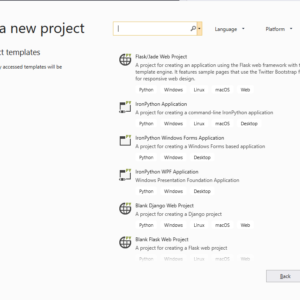 a new project
ct templates
y accessed templates will be
Language
Platform
Flask/Jade Web Project
A project for creating an application using the Flask web framework with the
template engine. It features sample pages that use the Twitter Bootstrap f
for responsive web design.
Python Windows Linux macOS Web
IronPython Application
A project for creating a command-line IronPython application
Python Windows Linux macOS
IronPython Windows Forms Application
A project for creating a Windows Forms based application
Python Windows Desktop
IronPython WPF Application
Windows Presentation Foundation Application
Python Windows Desktop
Blank Django Web Project
A project for creating a Django project
Python Windows Linux macOS Web
Blank Flask Web Project
A project for creating a Flask web project
Python Windows Linux macOS Web
Back